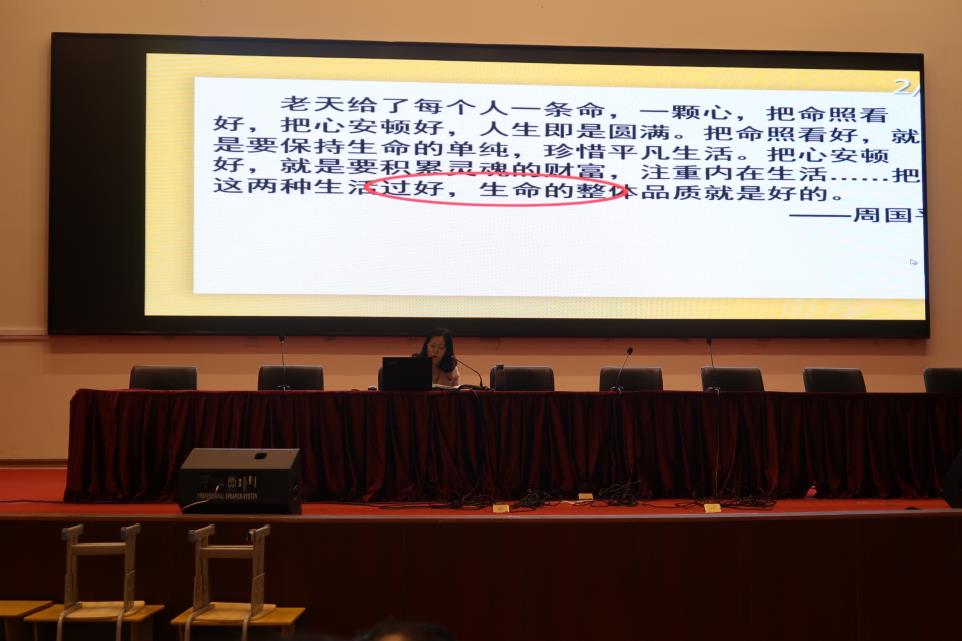 2/
老天给了每个人一条命，一颗心，把命照看
好，把心安顿好，人生即是圆满。把命照看好，就
是要保持生命的单纯，珍惜平凡生活。把心安顿
好，就是要积累灵魂的财富，注重内在生活……把
这两种生活过好，生命的整体品质就是好的。
——周国
PROFESSIONAL SPEAKER SYSTEM